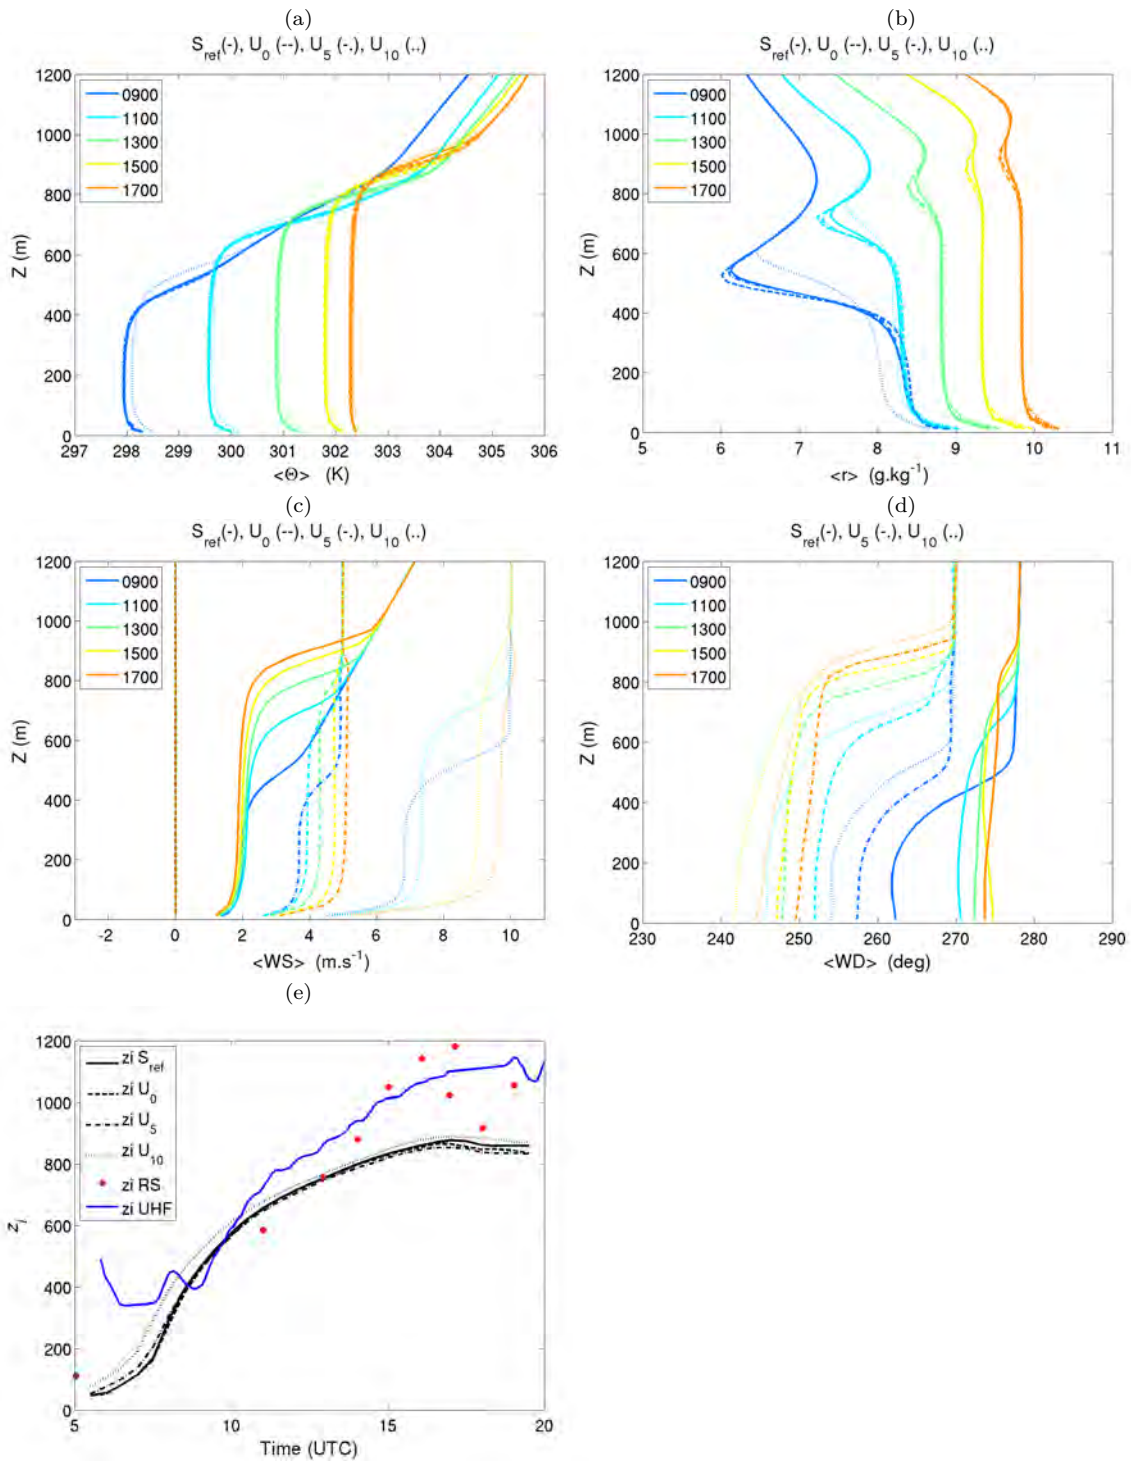 (a)
S_ref(-), U_0 (--), U_5 (-.), U_10 (..)
1200
1000
800
600
400
200
0
Z (m)
0900
1100
1300
1500
1700
297 298 299 300 301 302 303 304 305 306
<Θ> (K)
(b)
S_ref(-), U_0 (--), U_5 (-.), U_10 (..)
1200
1000
800
600
400
200
0
Z (m)
0900
1100
1300
1500
1700
5 6 7 8 9 10 11
<r> (g.kg⁻¹)
(c)
S_ref(-), U_0 (--), U_5 (-.), U_10 (..)
1200
1000
800
600
400
200
0
Z (m)
0900
1100
1300
1500
1700
-2 0 2 4 6 8 10
<WS> (m.s⁻¹)
(d)
S_ref(-), U_5 (-.), U_10 (..)
1200
1000
800
600
400
200
0
Z (m)
0900
1100
1300
1500
1700
230 240 250 260 270 280 290
<WD> (deg)
(e)
1200
1000
800
600
400
200
0
z_i
zi S_ref
zi U_0
zi U_5
zi U_10
zi RS
zi UHF
5 10 15 20
Time (UTC)